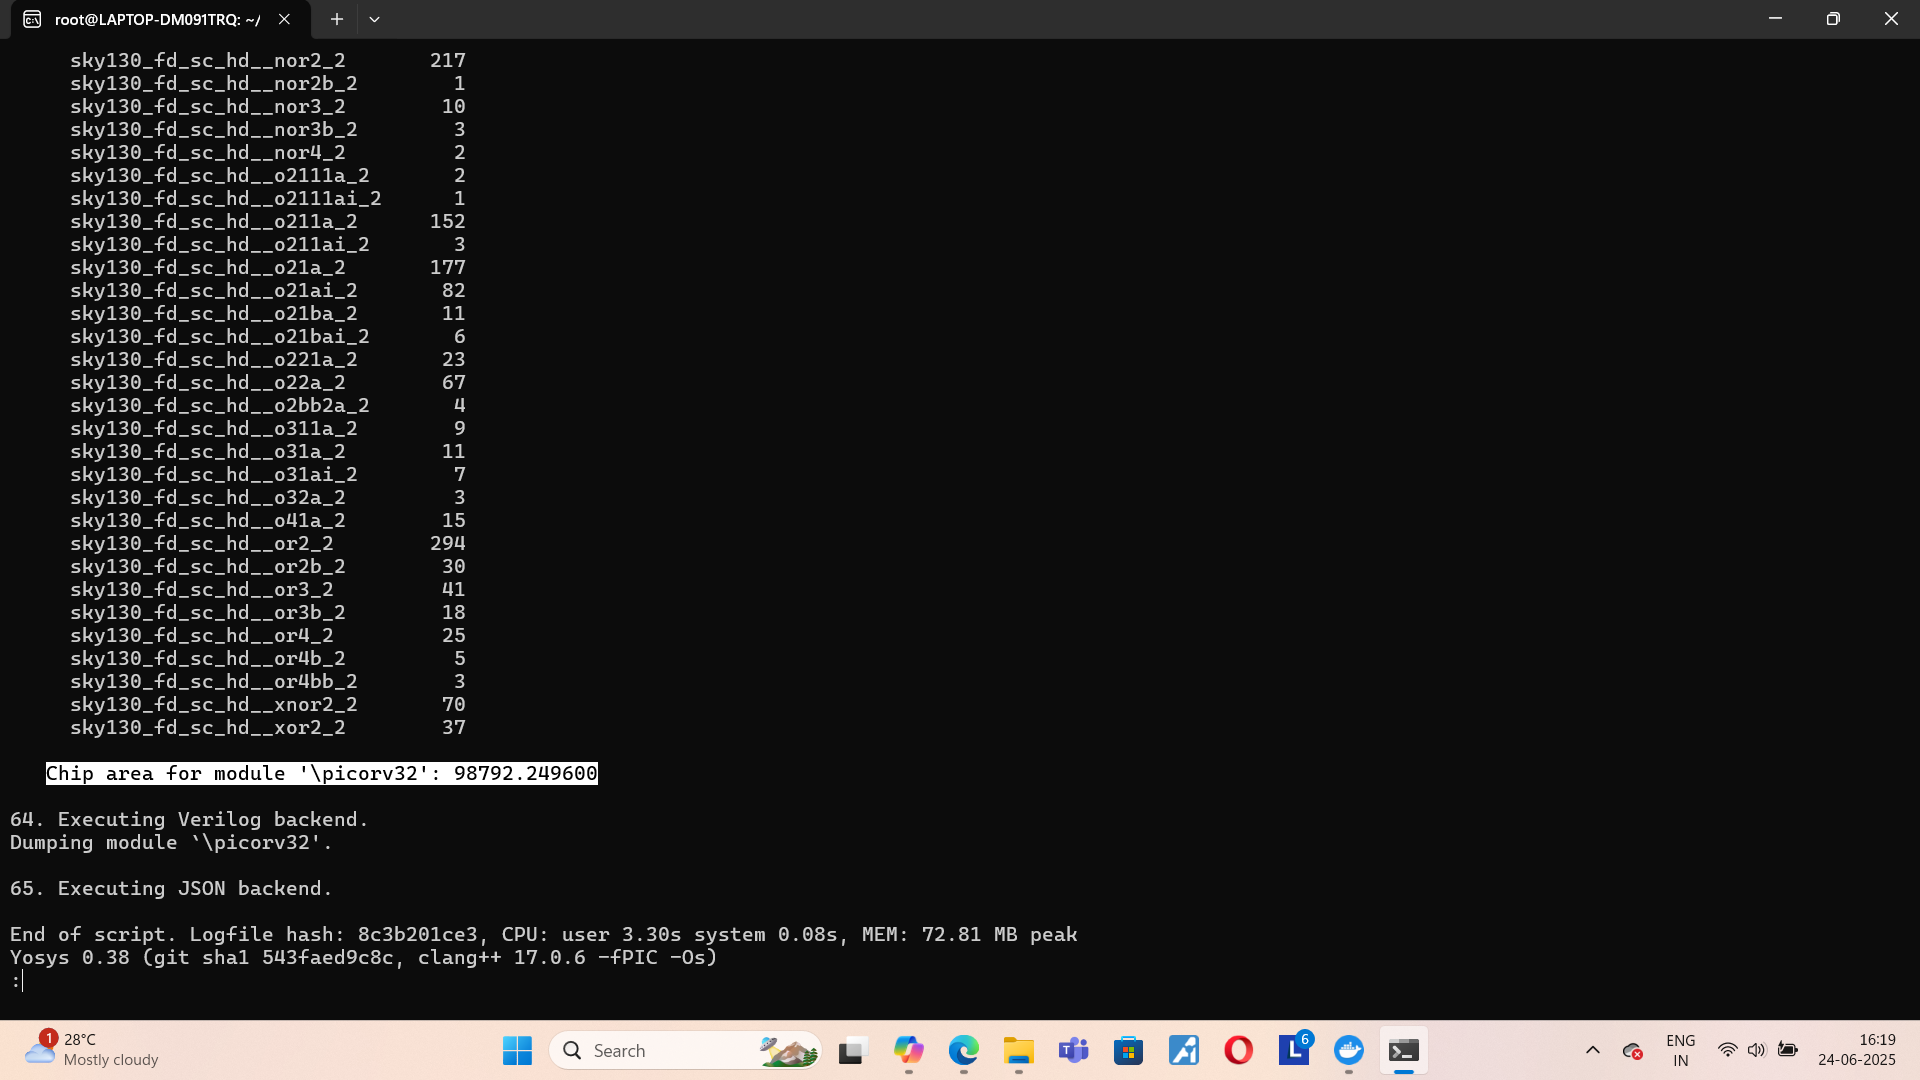 root@LAPTOP-DM091TRQ: ~/
sky130_fd_sc_hd__nor2_2 217
sky130_fd_sc_hd__nor2b_2 1
sky130_fd_sc_hd__nor3_2 10
sky130_fd_sc_hd__nor3b_2 3
sky130_fd_sc_hd__nor4_2 2
sky130_fd_sc_hd__o2111a_2 2
sky130_fd_sc_hd__o2111ai_2 1
sky130_fd_sc_hd__o211a_2 152
sky130_fd_sc_hd__o211ai_2 3
sky130_fd_sc_hd__o21a_2 177
sky130_fd_sc_hd__o21ai_2 82
sky130_fd_sc_hd__o21ba_2 11
sky130_fd_sc_hd__o21bai_2 6
sky130_fd_sc_hd__o221a_2 23
sky130_fd_sc_hd__o22a_2 67
sky130_fd_sc_hd__o2bb2a_2 4
sky130_fd_sc_hd__o311a_2 9
sky130_fd_sc_hd__o31a_2 11
sky130_fd_sc_hd__o31ai_2 7
sky130_fd_sc_hd__o32a_2 3
sky130_fd_sc_hd__o41a_2 15
sky130_fd_sc_hd__or2_2 294
sky130_fd_sc_hd__or2b_2 30
sky130_fd_sc_hd__or3_2 41
sky130_fd_sc_hd__or3b_2 18
sky130_fd_sc_hd__or4_2 25
sky130_fd_sc_hd__or4b_2 5
sky130_fd_sc_hd__or4bb_2 3
sky130_fd_sc_hd__xnor2_2 70
sky130_fd_sc_hd__xor2_2 37
Chip area for module '\picorv32': 98792.249600
64. Executing Verilog backend.
Dumping module `\picorv32'.
65. Executing JSON backend.
End of script. Logfile hash: 8c3b201ce3, CPU: user 3.30s system 0.08s, MEM: 72.81 MB peak
Yosys 0.38 (git sha1 543faed9c8c, clang++ 17.0.6 -fPIC -Os)
:
1
28°C
Mostly cloudy
Search
6
ENG
IN
16:19
24-06-2025